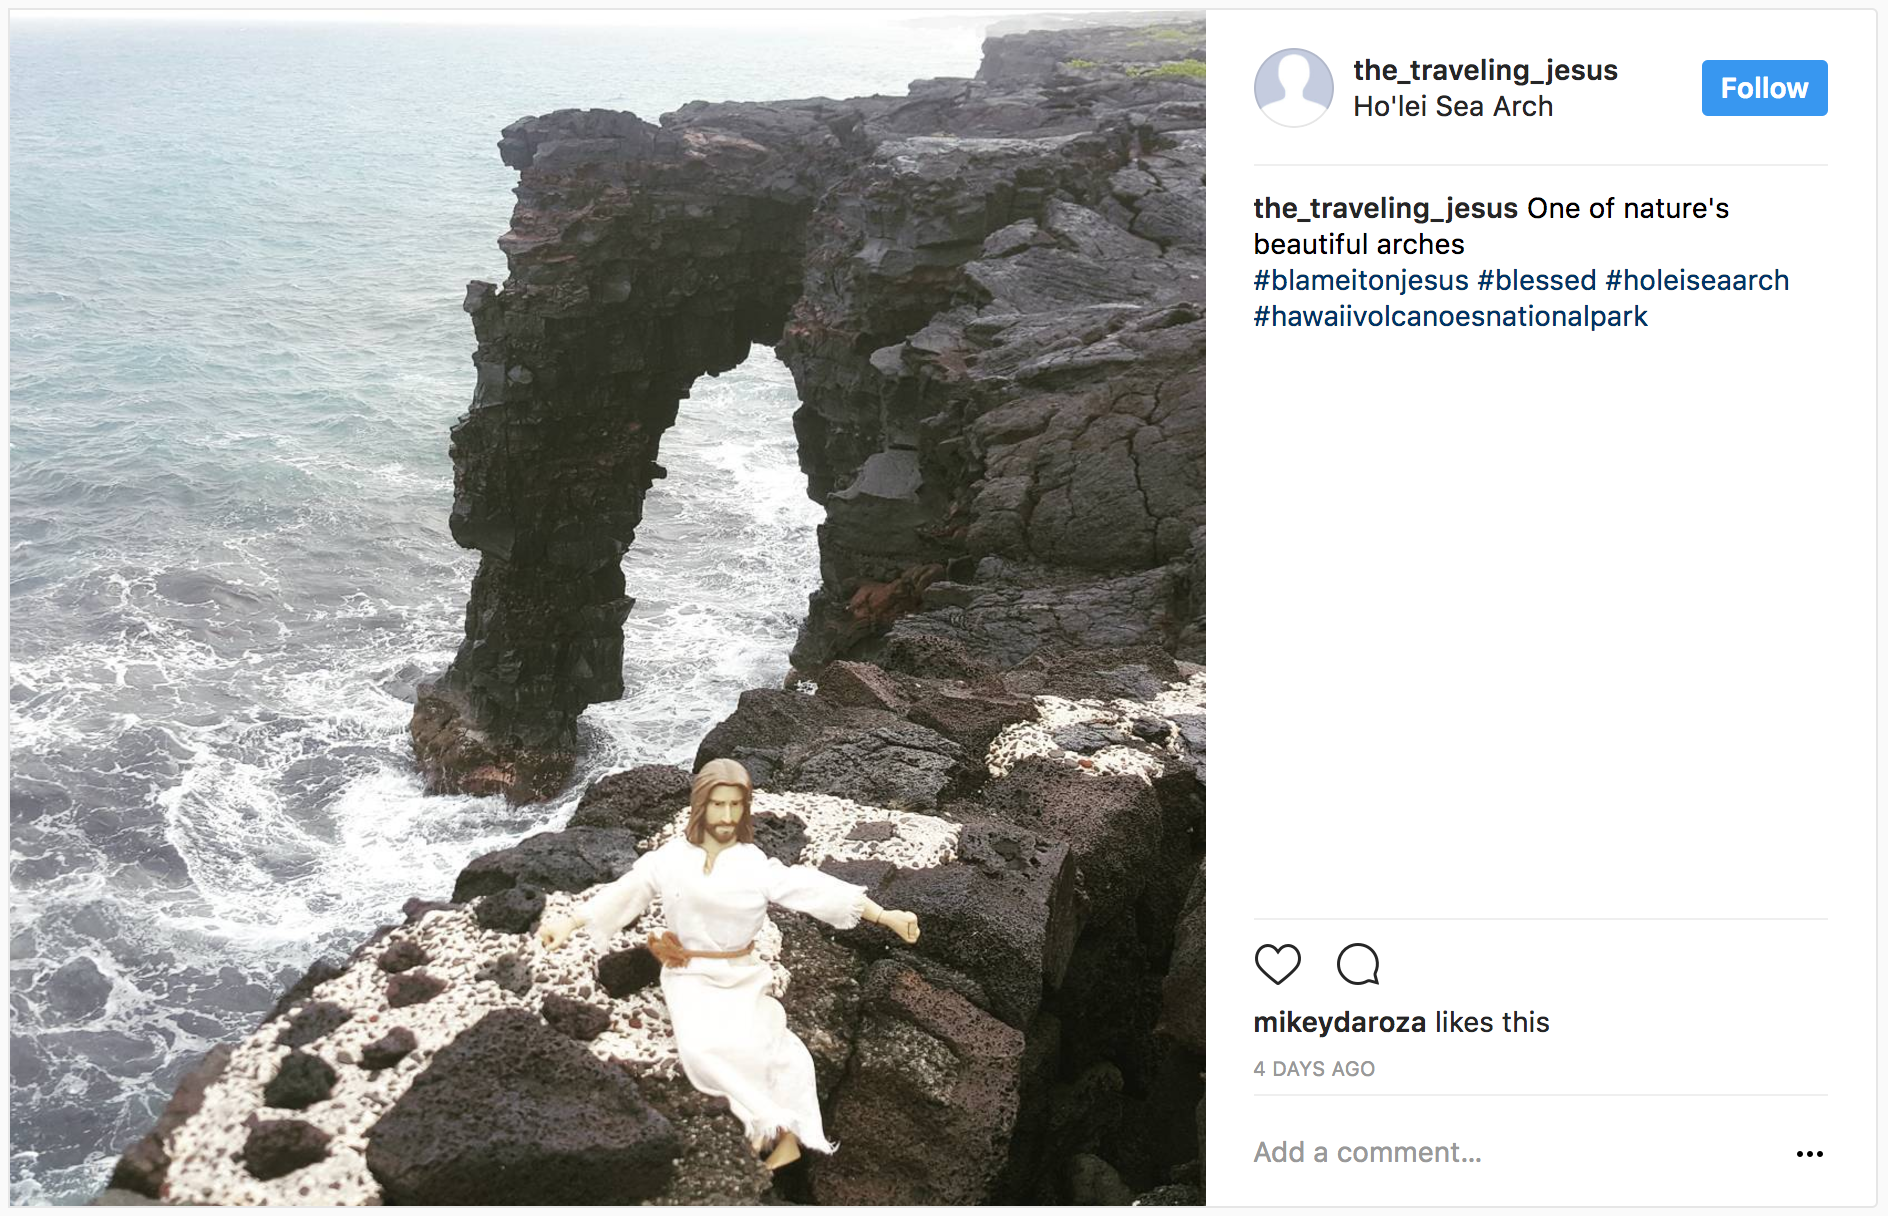 the_traveling_jesus
Ho'lei Sea Arch
Follow
the_traveling_jesus One of nature's
beautiful arches
#blameitonjesus #blessed #holeiseaarch
#hawaiivolcanoesnationalpark
mikeydaroza likes this
4 DAYS AGO
Add a comment...